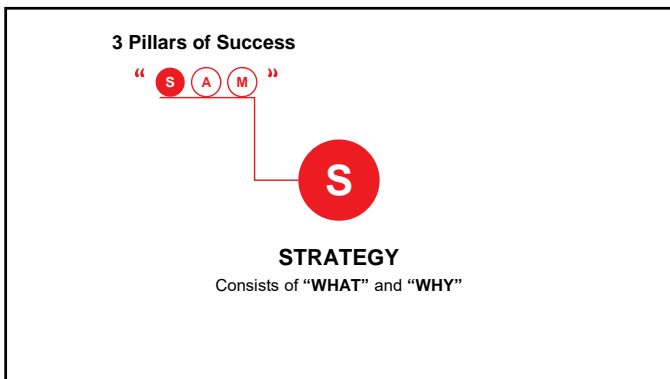 3 Pillars of Success
“ S A M ”
S
STRATEGY
Consists of “WHAT” and “WHY”